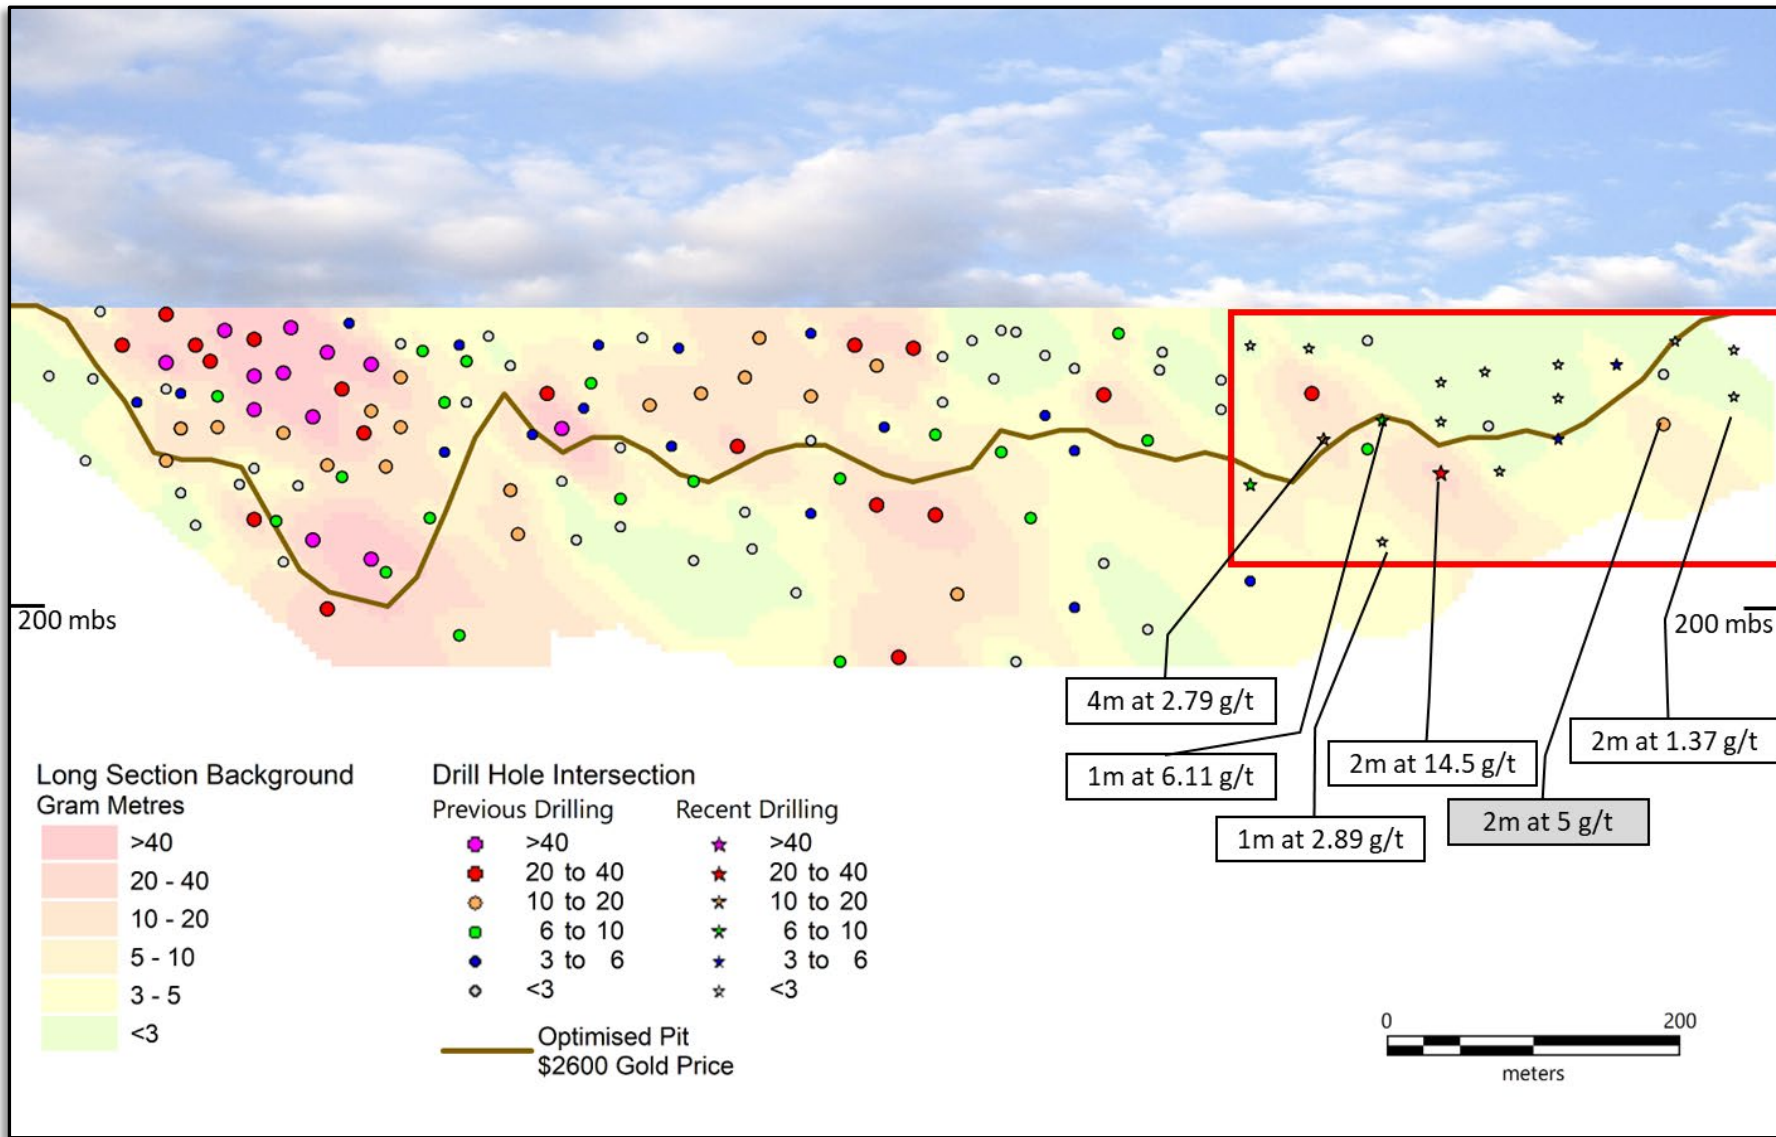 200 mbs
200 mbs
4m at 2.79 g/t
1m at 6.11 g/t
1m at 2.89 g/t
2m at 14.5 g/t
2m at 5 g/t
2m at 1.37 g/t
Long Section Background
Gram Metres
>40
20 - 40
10 - 20
5 - 10
3 - 5
<3
Drill Hole Intersection
Previous Drilling
>40
20 to 40
10 to 20
6 to 10
3 to 6
<3
Recent Drilling
>40
20 to 40
10 to 20
6 to 10
3 to 6
<3
Optimised Pit
$2600 Gold Price
0 200
meters